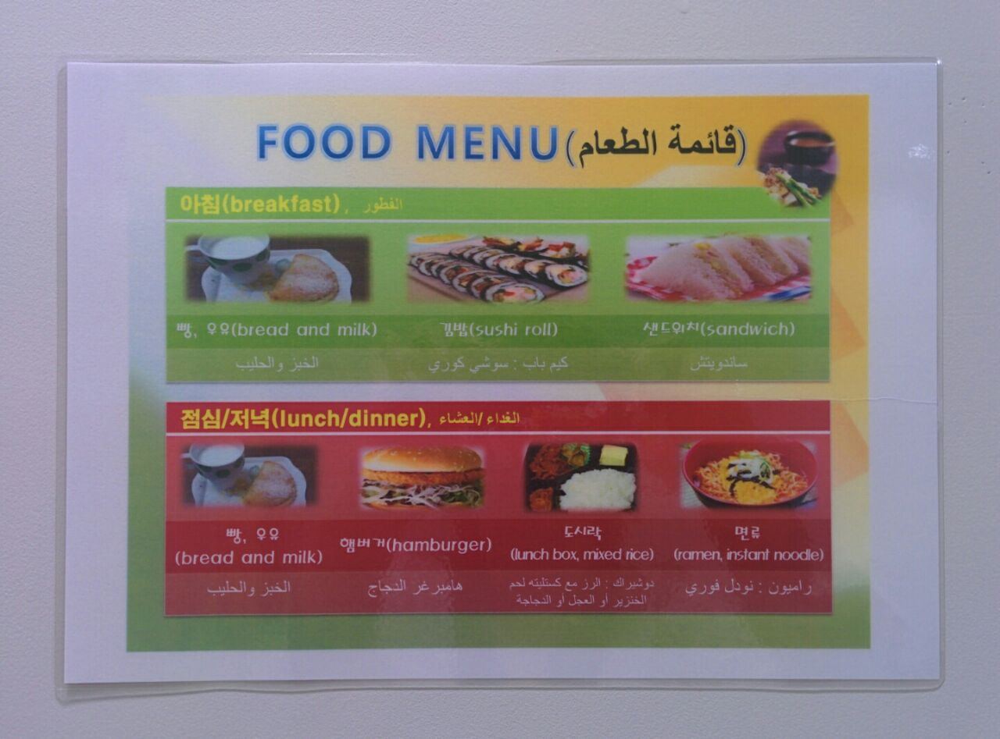 FOOD MENU(قائمة الطعام)
아침(breakfast), الفطور
빵, 우유(bread and milk)
الخبز والحليب
김밥(sushi roll)
كيم باب : سوشي كوري
샌드위치(sandwich)
ساندويتش
점심/저녁(lunch/dinner), الغداء /العشاء
빵, 우유
(bread and milk)
الخبز والحليب
햄버거(hamburger)
هامبرغر الدجاج
도시락
(lunch box, mixed rice)
دوشيراك : الرز مع كستليته لحم
الخنزير أو العجل أو الدجاجة
면류
(ramen, instant noodle)
راميون : نودل فوري